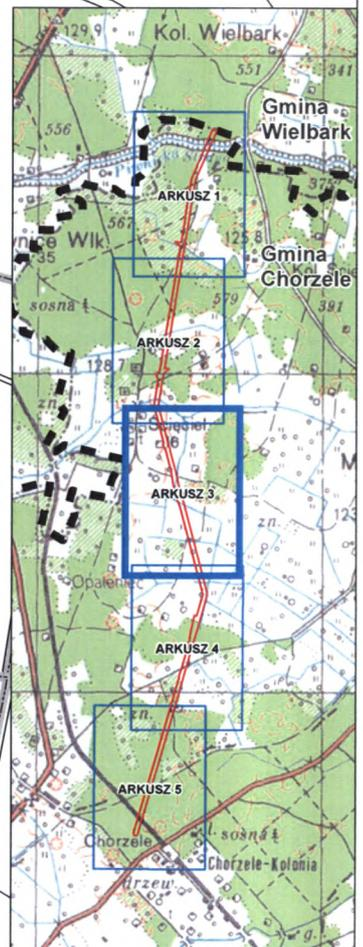 129,9
Kol. Wielbark
551
341
556
Gmina
Wielbark
ARKUSZ 1
567
125,8
Wlk.
35
Gmina
Chorzele
sosna
579
391
ARKUSZ 2
128,7
zn.
ARKUSZ 3
zn.
Opaleniec
ARKUSZ 4
zn.
ARKUSZ 5
Chorzele
l. sosna
Chorzele-Kolonia
drzew.